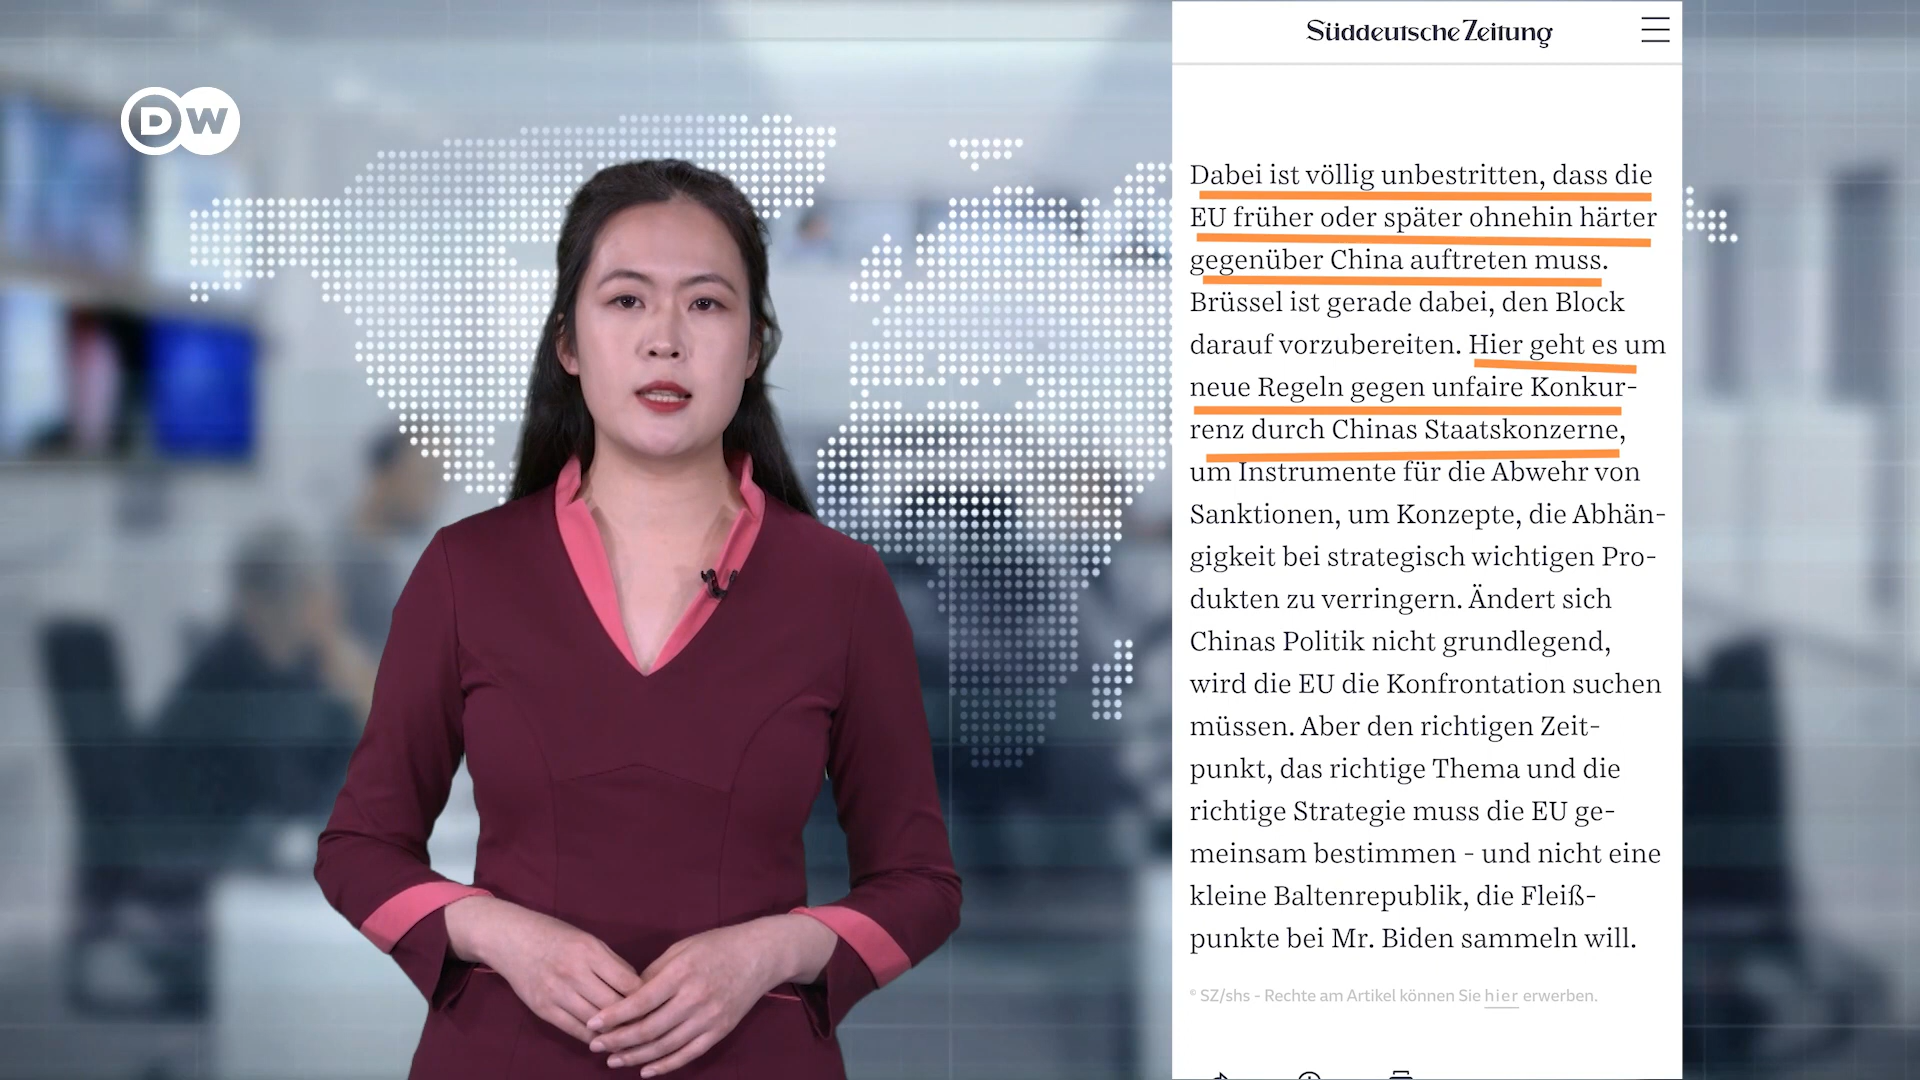 DW
Süddeutsche Zeitung
Dabei ist völlig unbestritten, dass die
EU früher oder später ohnehin härter
gegenüber China auftreten muss.
Brüssel ist gerade dabei, den Block
darauf vorzubereiten. Hier geht es um
neue Regeln gegen unfaire Konkur-
renz durch Chinas Staatskonzerne,
um Instrumente für die Abwehr von
Sanktionen, um Konzepte, die Abhän-
gigkeit bei strategisch wichtigen Pro-
dukten zu verringern. Ändert sich
Chinas Politik nicht grundlegend,
wird die EU die Konfrontation suchen
müssen. Aber den richtigen Zeit-
punkt, das richtige Thema und die
richtige Strategie muss die EU ge-
meinsam bestimmen - und nicht eine
kleine Baltenrepublik, die Fleiß-
punkte bei Mr. Biden sammeln will.
© SZ/shs - Rechte am Artikel können Sie hier erwerben.